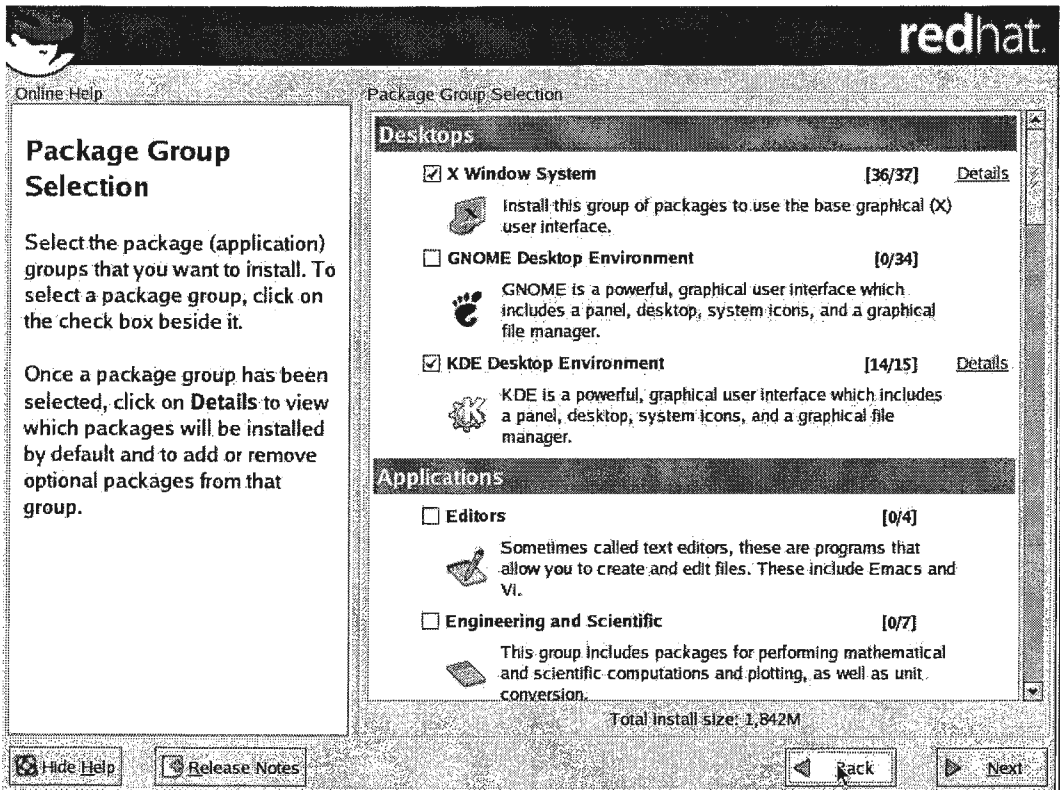 redhat.
Online Help
Package Group
Selection
Select the package (application)
groups that you want to install. To
select a package group, click on
the check box beside it.
Once a package group has been
selected, click on Details to view
which packages will be installed
by default and to add or remove
optional packages from that
group.
Package Group Selection
Desktops
X Window System [36/37] Details
Install this group of packages to use the base graphical (X)
user interface.
GNOME Desktop Environment [0/34]
GNOME is a powerful, graphical user interface which
includes a panel, desktop, system icons, and a graphical
file manager.
KDE Desktop Environment [14/15] Details
KDE is a powerful, graphical user interface which includes
a panel, desktop, system icons, and a graphical file
manager.
Applications
Editors [0/4]
Sometimes called text editors, these are programs that
allow you to create and edit files. These include Emacs and
Vi.
Engineering and Scientific [0/7]
This group includes packages for performing mathematical
and scientific computations and plotting, as well as unit
conversion.
Total install size: 1,842M
Hide Help Release Notes Back Next